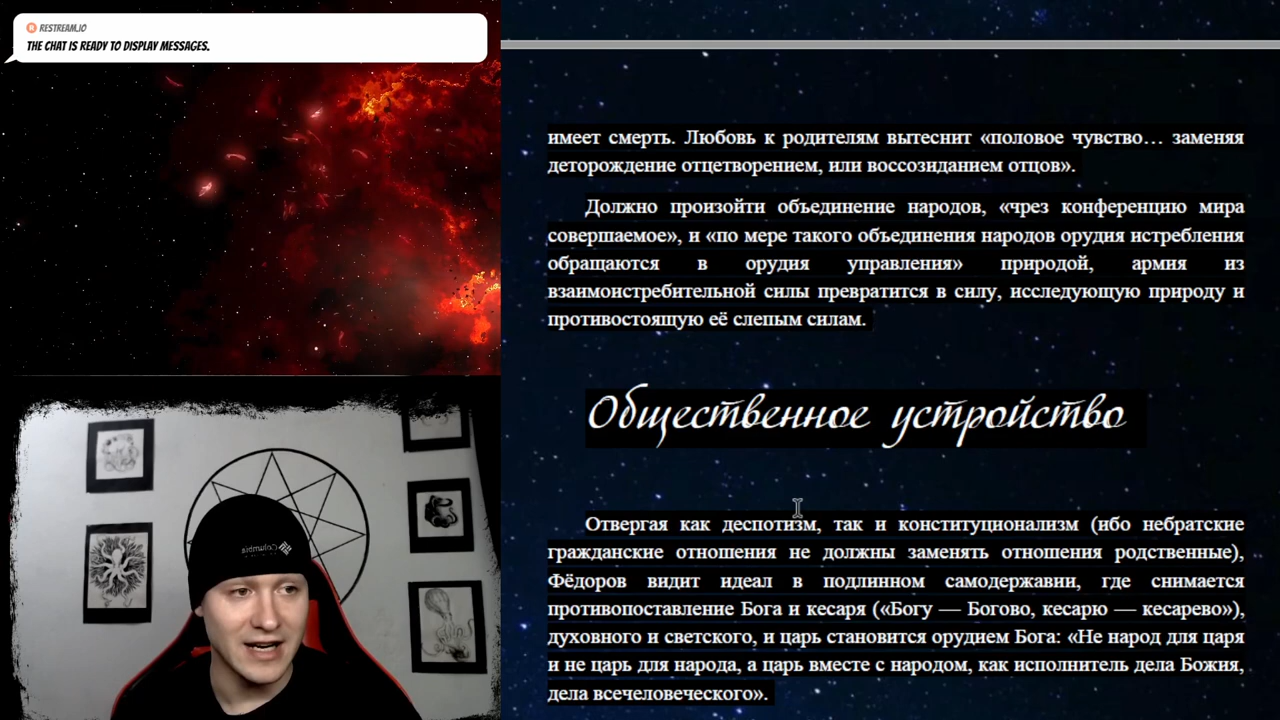 RESTREAM.IO
THE CHAT IS READY TO DISPLAY MESSAGES.
имеет смерть. Любовь к родителям вытеснит «половое чувство… заменяя
деторождение отцетворением, или воссозиданием отцов».
Должно произойти объединение народов, «чрез конференцию мира
совершаемое», и «по мере такого объединения народов орудия истребления
обращаются в орудия управления» природой, армия из
взаимоистребительной силы превратится в силу, исследующую природу и
противостоящую её слепым силам.
Общественное устройство
Отвергая как деспотизм, так и конституционализм (ибо небратские
гражданские отношения не должны заменять отношения родственные),
Фёдоров видит идеал в подлинном самодержавии, где снимается
противопоставление Бога и кесаря («Богу — Богово, кесарю — кесарево»),
духовного и светского, и царь становится орудием Бога: «Не народ для царя
и не царь для народа, а царь вместе с народом, как исполнитель дела Божия,
дела всечеловеческого».
Columbia